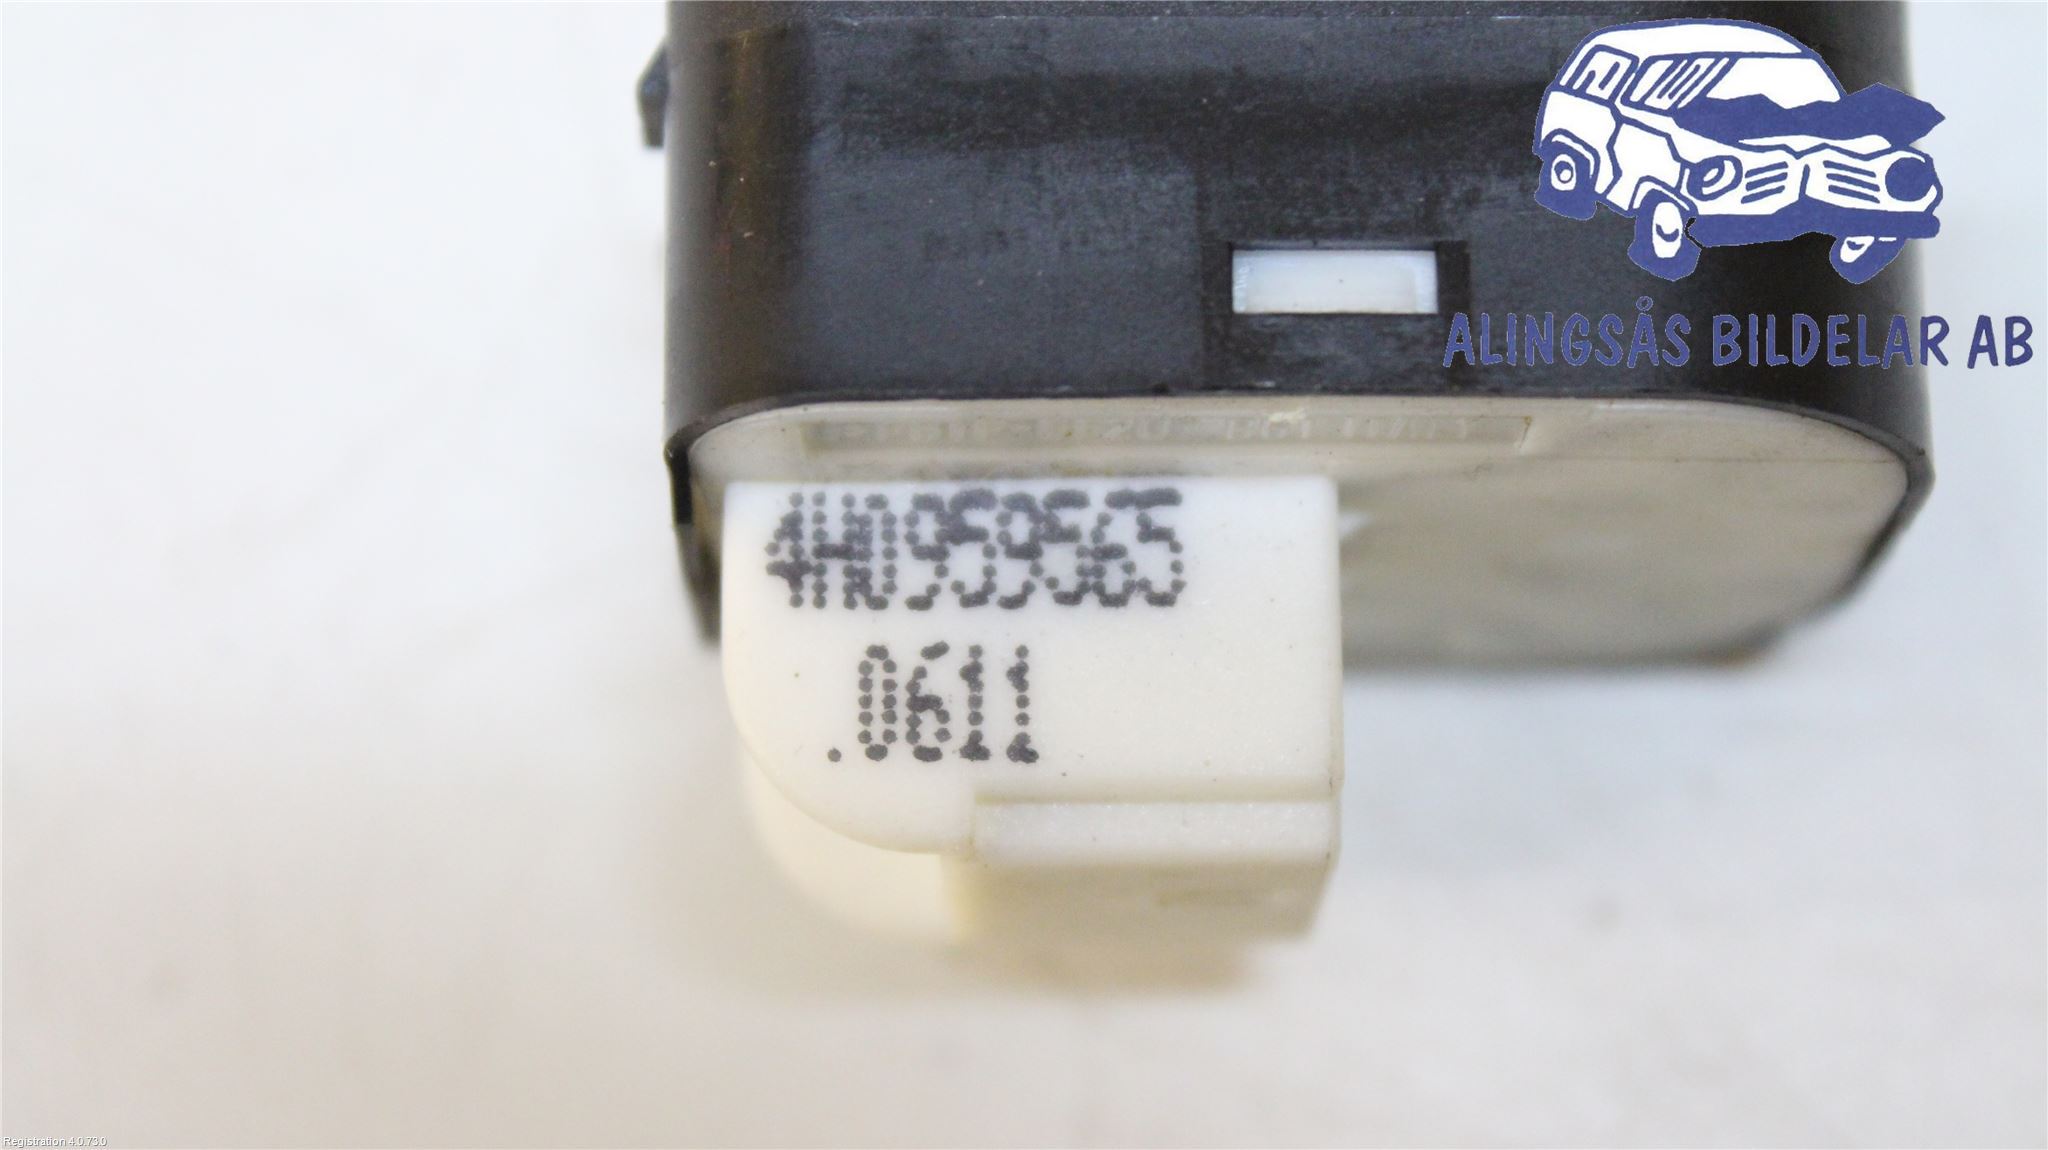 ALINGSÅS BILDELAR AB
4H0959565
.0611
Registration 4.0.73.0